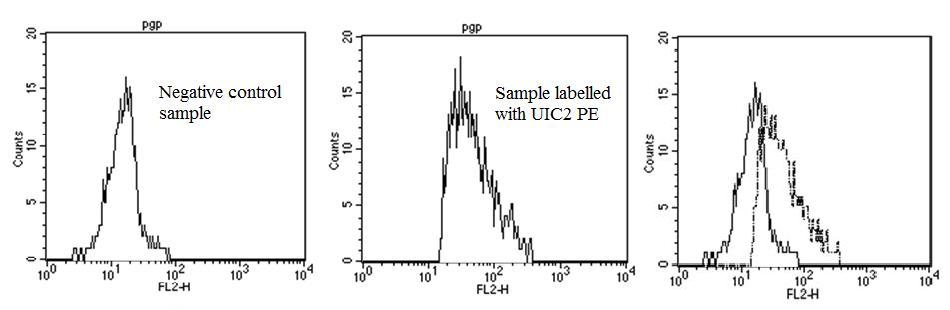 pgp
20
15
10
5
0
Counts
Negative control
sample
10^0 10^1 10^2 10^3 10^4
FL2-H
pgp
20
15
10
5
0
Counts
Sample labelled
with UIC2 PE
10^0 10^1 10^2 10^3 10^4
FL2-H
20
15
10
5
0
Counts
10^0 10^1 10^2 10^3 10^4
FL2-H